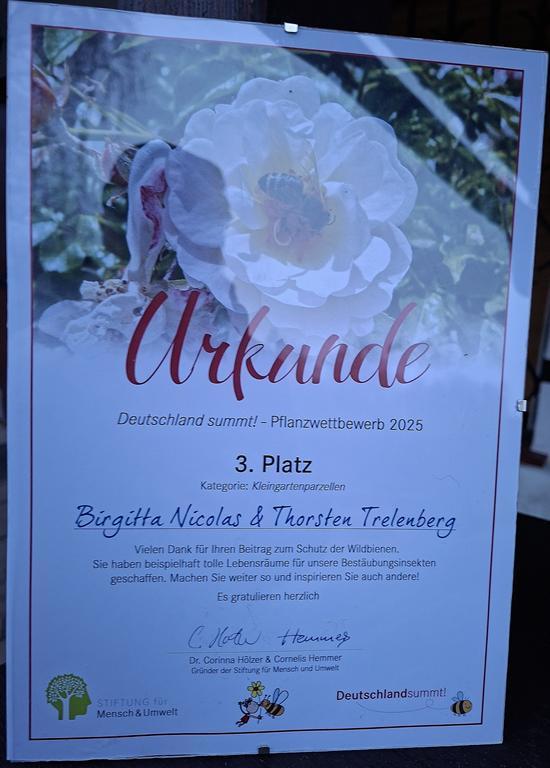 Urkunde
Deutschland summt! - Pflanzwettbewerb 2025
3. Platz
Kategorie: Kleingartenparzellen
Birgitta Nicolas & Thorsten Trelenberg
Vielen Dank für Ihren Beitrag zum Schutz der Wildbienen.
Sie haben beispielhaft tolle Lebensräume für unsere Bestäubungsinsekten
geschaffen. Machen Sie weiter so und inspirieren Sie auch andere!
Es gratulieren herzlich
Hemmer
Dr. Corinna Hölzer & Cornelis Hemmer
Gründer der Stiftung für Mensch und Umwelt
STIFTUNG für
Mensch & Umwelt
Deutschlandsummt!